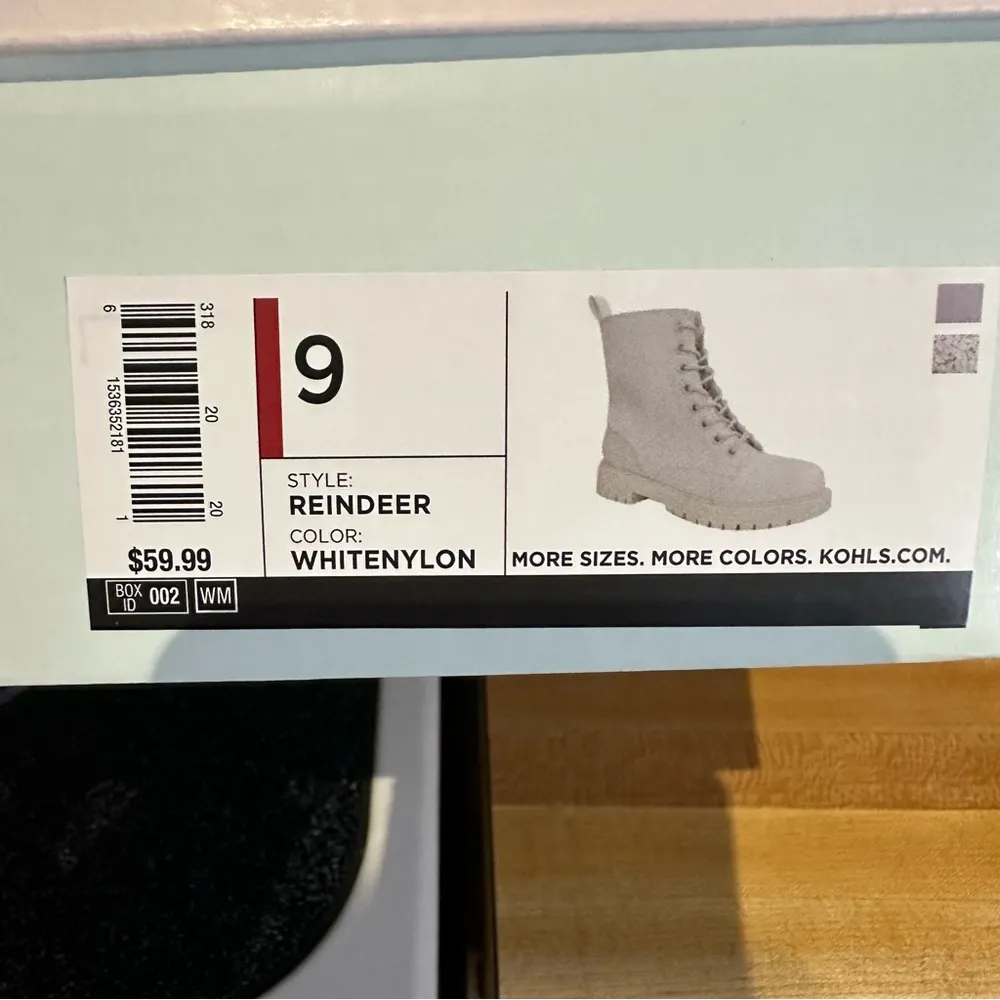 6
1536352181
1
318
20
20
$59.99
9
STYLE:
REINDEER
COLOR:
WHITENYLON
MORE SIZES. MORE COLORS. KOHLS.COM.
BOX ID 002 WM